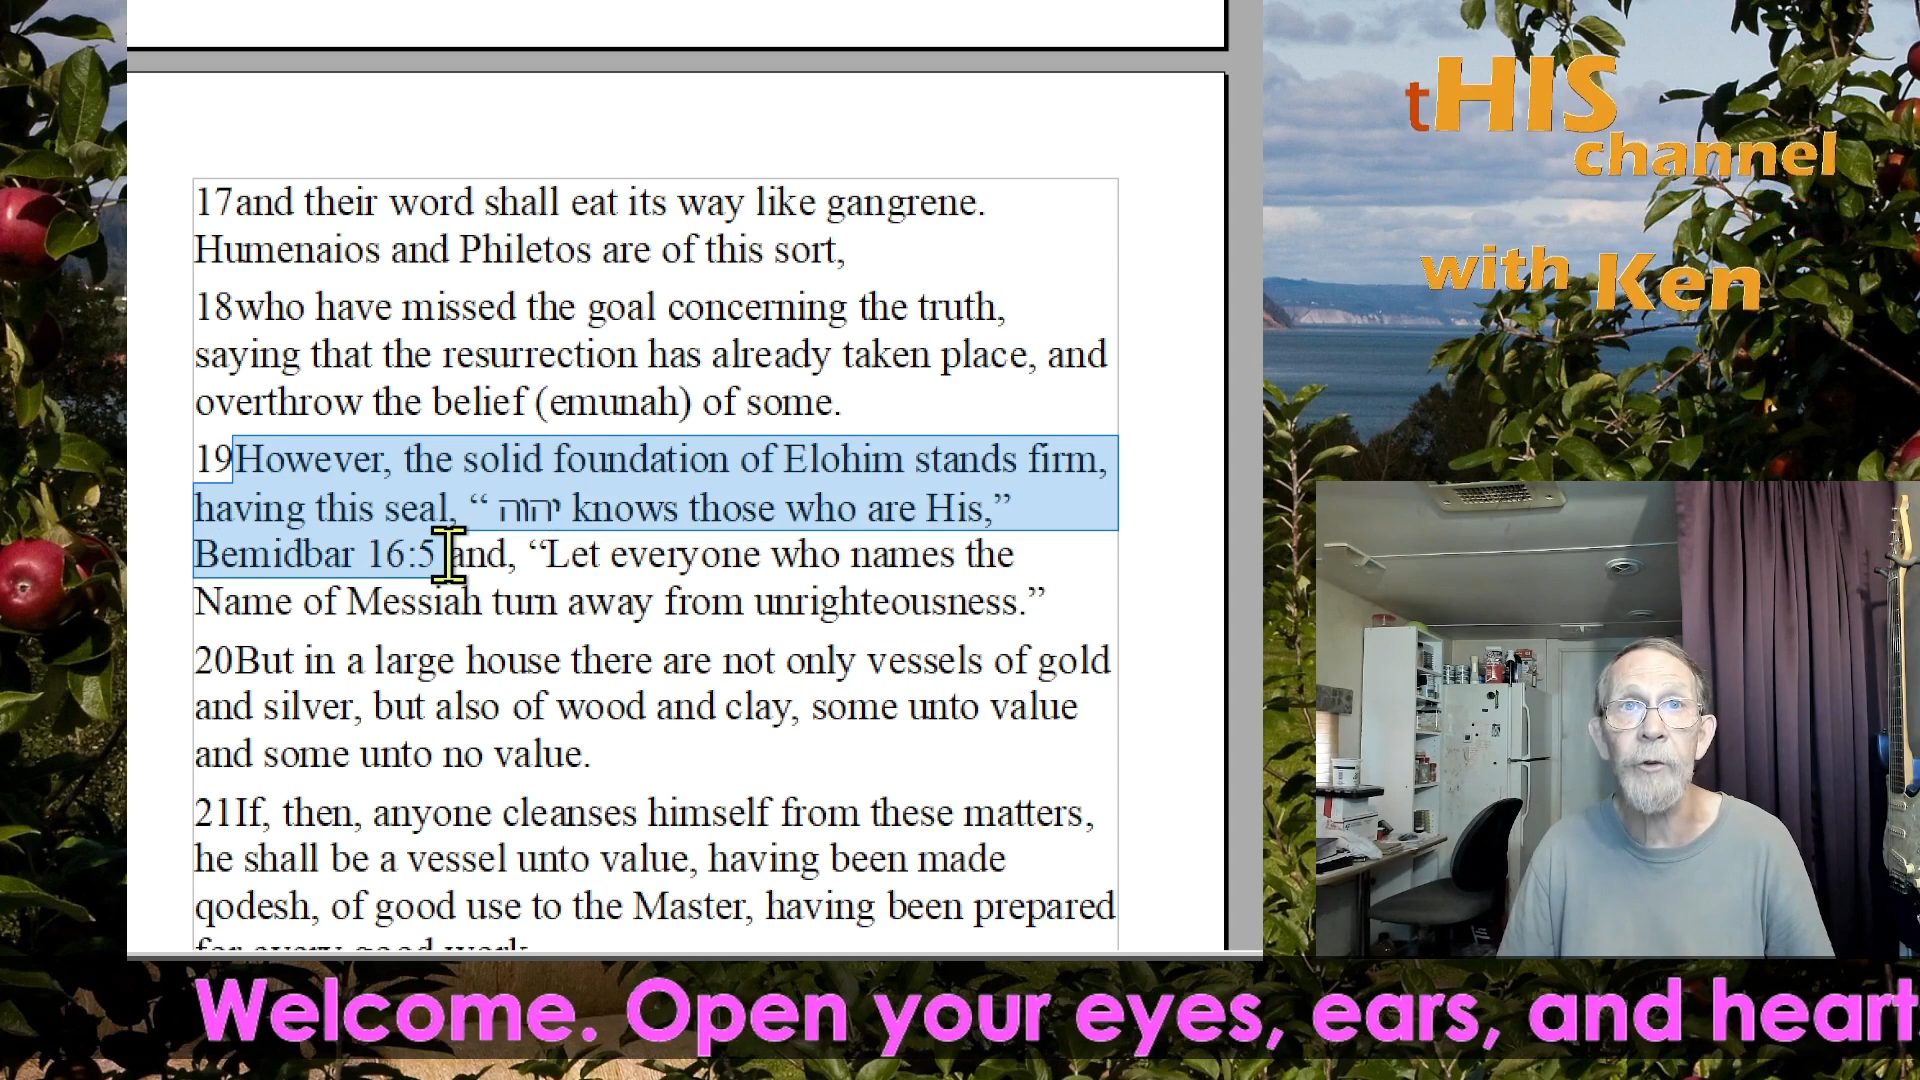 17and their word shall eat its way like gangrene.
Humenaios and Philetos are of this sort,
18who have missed the goal concerning the truth,
saying that the resurrection has already taken place, and
overthrow the belief (emunah) of some.
19However, the solid foundation of Elohim stands firm,
having this seal, “ יהוה knows those who are His,”
Bemidbar 16:5 and, “Let everyone who names the
Name of Messiah turn away from unrighteousness.”
20But in a large house there are not only vessels of gold
and silver, but also of wood and clay, some unto value
and some unto no value.
21If, then, anyone cleanses himself from these matters,
he shall be a vessel unto value, having been made
qodesh, of good use to the Master, having been prepared
for every good work
tHIS
channel
with Ken
Welcome. Open your eyes, ears, and heart